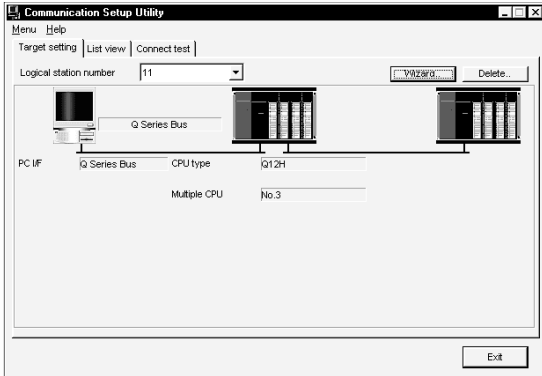 Communication Setup Utility
Menu Help
Target setting List view Connect test
Logical station number 11 Wizard.. Delete..
Q Series Bus
PC I/F Q Series Bus CPU type Q12H
Multiple CPU No.3
Exit